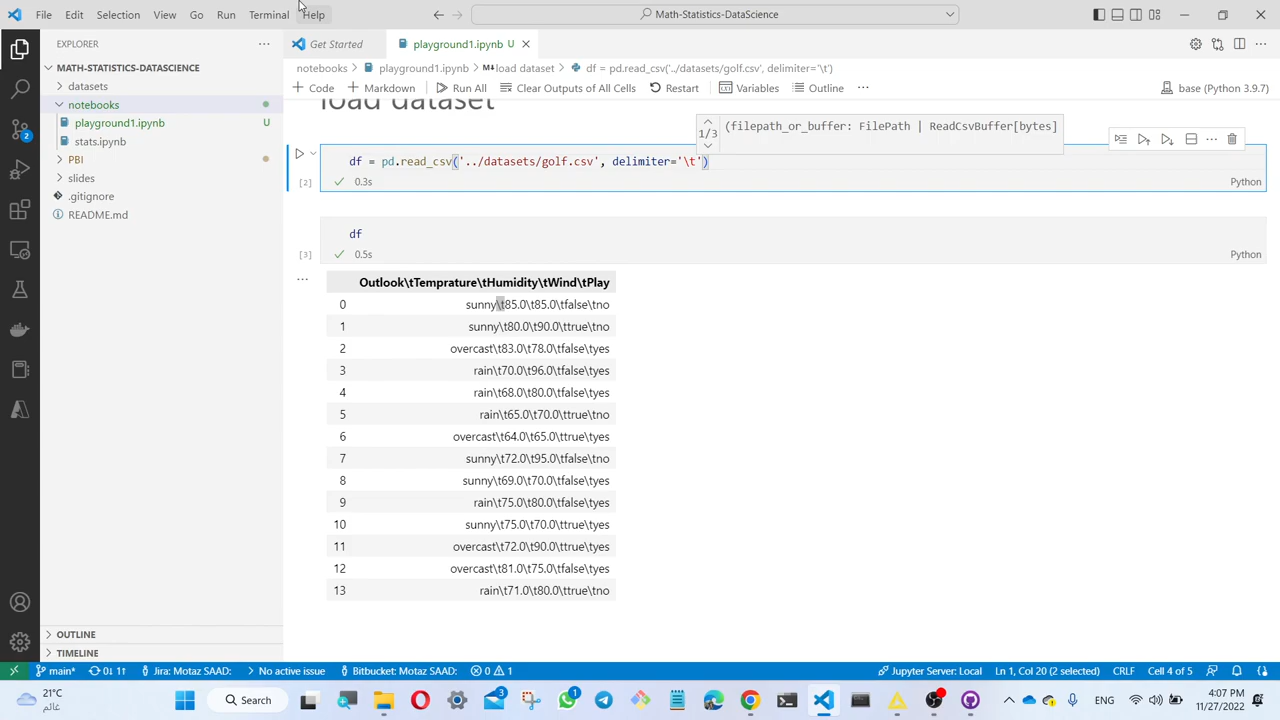 File Edit Selection View Go Run Terminal Help
Math-Statistics-DataScience
EXPLORER
Get Started
playground1.ipynb U
MATH-STATISTICS-DATASCIENCE
notebooks > playground1.ipynb > M↓load dataset > df = pd.read_csv('../datasets/golf.csv', delimiter='\t')
datasets
+ Code + Markdown Run All Clear Outputs of All Cells Restart Variables Outline ...
base (Python 3.9.7)
notebooks
load dataset
playground1.ipynb U
stats.ipynb
PBI
slides
.gitignore
README.md
1/3
(filepath_or_buffer: FilePath | ReadCsvBuffer[bytes]
df = pd.read_csv('../datasets/golf.csv', delimiter='\t')
[2] 0.3s Python
df
[3] 0.5s Python
Outlook\tTemprature\tHumidity\tWind\tPlay
0 sunny\t85.0\t85.0\tfalse\tno
1 sunny\t80.0\t90.0\ttrue\tno
2 overcast\t83.0\t78.0\tfalse\tyes
3 rain\t70.0\t96.0\tfalse\tyes
4 rain\t68.0\t80.0\tfalse\tyes
5 rain\t65.0\t70.0\ttrue\tno
6 overcast\t64.0\t65.0\ttrue\tyes
7 sunny\t72.0\t95.0\tfalse\tno
8 sunny\t69.0\t70.0\tfalse\tyes
9 rain\t75.0\t80.0\tfalse\tyes
10 sunny\t75.0\t70.0\ttrue\tyes
11 overcast\t72.0\t90.0\ttrue\tyes
12 overcast\t81.0\t75.0\tfalse\tyes
13 rain\t71.0\t80.0\ttrue\tno
OUTLINE
TIMELINE
2
main* 0↓ 1↑ Jira: Motaz SAAD: No active issue Bitbucket: Motaz SAAD: 0 1
Jupyter Server: Local Ln 1, Col 20 (2 selected) CRLF Cell 4 of 5
21°C
غائم
Search
3
1
ENG
4:07 PM
11/27/2022